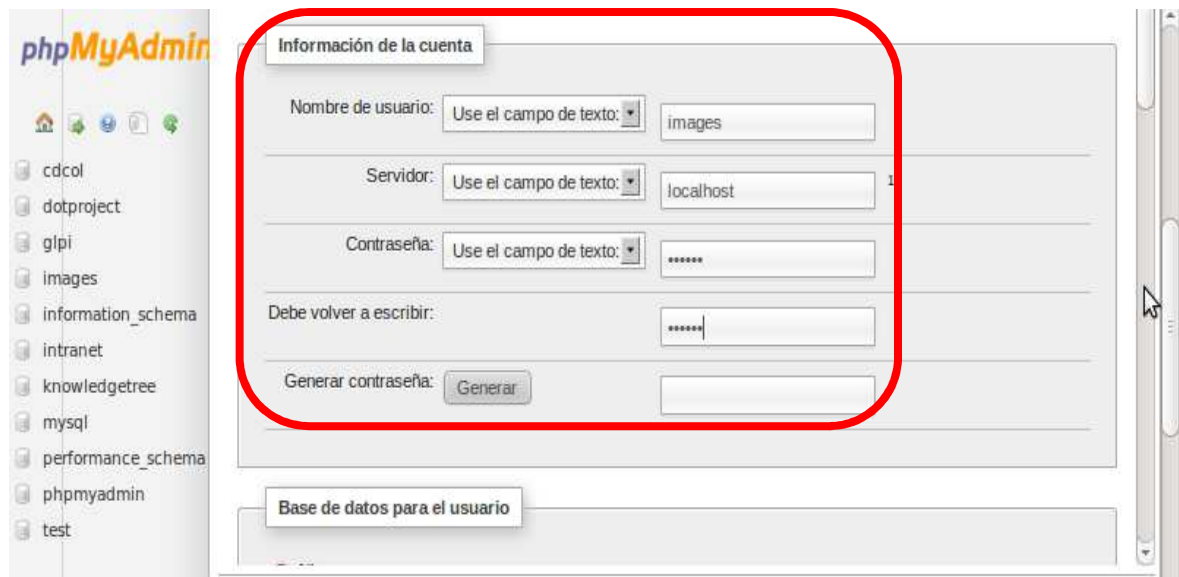 phpMyAdmin
cdcol
dotproject
glpi
images
information_schema
intranet
knowledgetree
mysql
performance_schema
phpmyadmin
test
Información de la cuenta
Nombre de usuario: Use el campo de texto: images
Servidor: Use el campo de texto: localhost 1
Contraseña: Use el campo de texto: ••••••
Debe volver a escribir: ••••••
Generar contraseña: Generar
Base de datos para el usuario